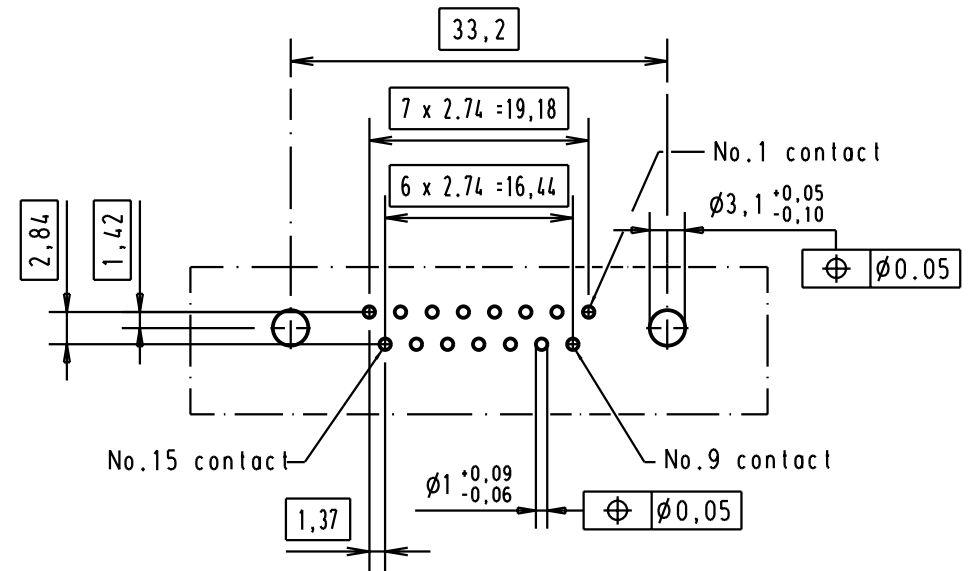 33,2
7 x 2.74 =19,18
No.1 contact
6 x 2.74 =16,44
Ø3,1 +0,05 -0,10
2,84
1,42
⌖ Ø0.05
No.15 contact
No.9 contact
Ø1 +0,09 -0,06
⌖ Ø0,05
1,37